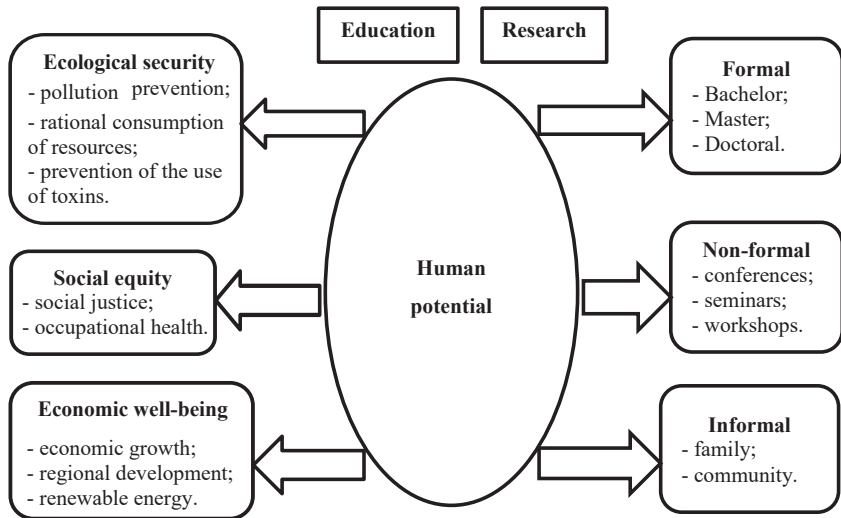 Education
Research
Ecological security
- pollution prevention;
- rational consumption
of resources;
- prevention of the use
of toxins.
Social equity
- social justice;
- occupational health.
Economic well-being
- economic growth;
- regional development;
- renewable energy.
Human
potential
Formal
- Bachelor;
- Master;
- Doctoral.
Non-formal
- conferences;
- seminars;
- workshops.
Informal
- family;
- community.